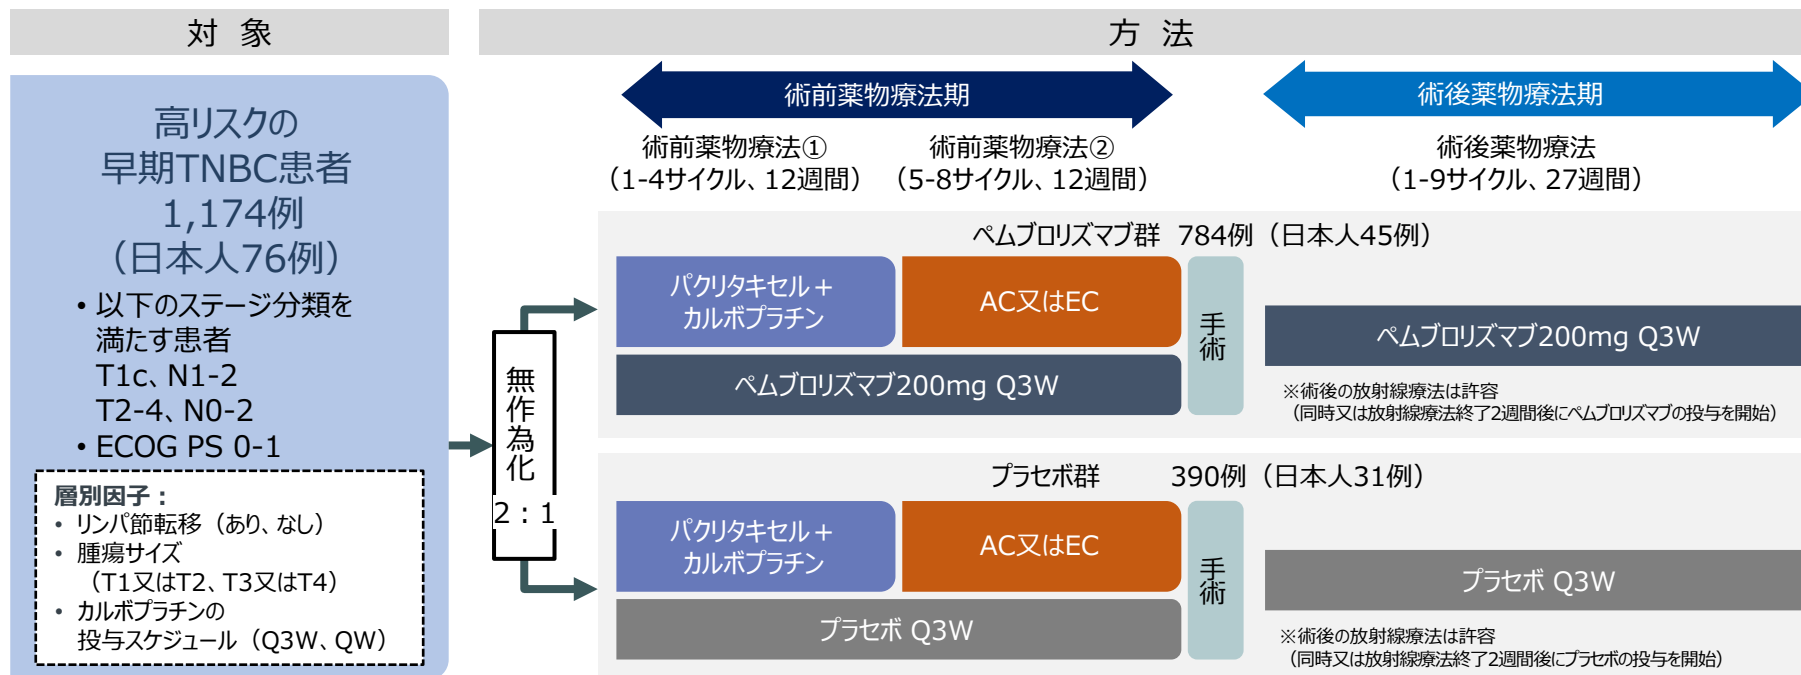 対 象
高リスクの
早期TNBC患者
1,174例
（日本人76例）
• 以下のステージ分類を
満たす患者
T1c、N1-2
T2-4、N0-2
• ECOG PS 0-1
層別因子：
• リンパ節転移（あり、なし）
• 腫瘍サイズ
（T1又はT2、T3又はT4）
• カルボプラチンの
投与スケジュール（Q3W、QW）
無作為化
2：1
方 法
術前薬物療法期
術後薬物療法期
術前薬物療法①
（1-4サイクル、12週間）
術前薬物療法②
（5-8サイクル、12週間）
術後薬物療法
（1-9サイクル、27週間）
ペムブロリズマブ群 784例（日本人45例）
パクリタキセル＋
カルボプラチン
AC又はEC
ペムブロリズマブ200mg Q3W
手術
ペムブロリズマブ200mg Q3W
※術後の放射線療法は許容
（同時又は放射線療法終了2週間後にペムブロリズマブの投与を開始）
プラセボ群 390例（日本人31例）
パクリタキセル＋
カルボプラチン
AC又はEC
プラセボ Q3W
手術
プラセボ Q3W
※術後の放射線療法は許容
（同時又は放射線療法終了2週間後にプラセボの投与を開始）